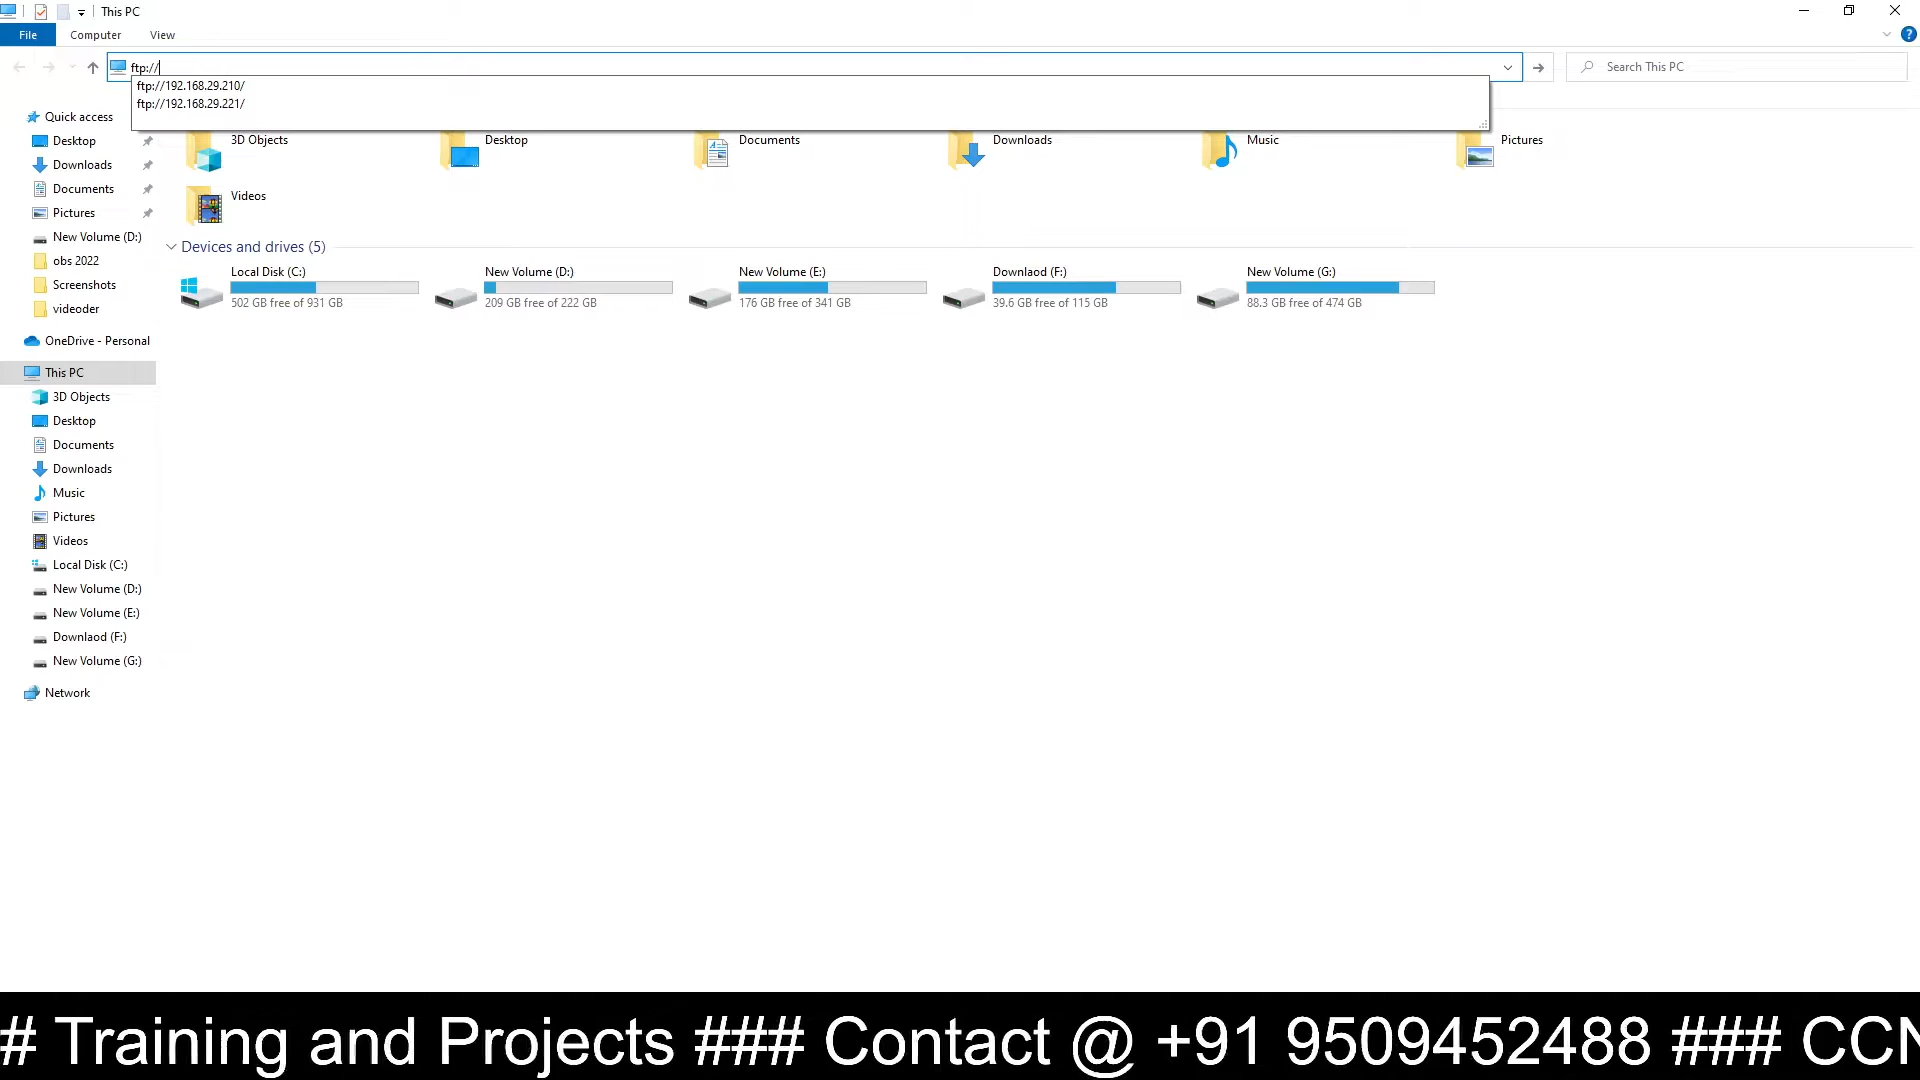 This PC
File Computer View
ftp://
Search This PC
ftp://192.168.29.210/
ftp://192.168.29.221/
Quick access
Desktop
Downloads
Documents
Pictures
New Volume (D:)
obs 2022
Screenshots
videoder
OneDrive - Personal
This PC
3D Objects
Desktop
Documents
Downloads
Music
Pictures
Videos
Local Disk (C:)
New Volume (D:)
New Volume (E:)
Downlaod (F:)
New Volume (G:)
Network
3D Objects
Desktop
Documents
Downloads
Music
Pictures
Videos
Devices and drives (5)
Local Disk (C:)
502 GB free of 931 GB
New Volume (D:)
209 GB free of 222 GB
New Volume (E:)
176 GB free of 341 GB
Downlaod (F:)
39.6 GB free of 115 GB
New Volume (G:)
88.3 GB free of 474 GB
# Training and Projects ### Contact @ +91 9509452488 ### CCN